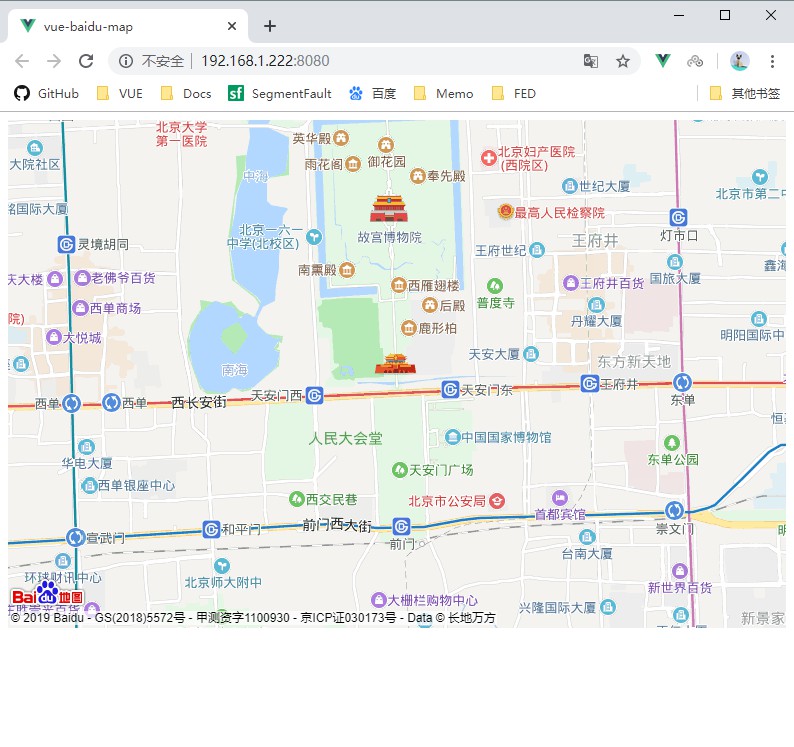 vue-baidu-map
不安全 192.168.1.222:8080
GitHub VUE Docs SegmentFault 百度 Memo FED 其他书签
北京大学
第一医院
英华殿
御花园
雨花阁
奉先殿
大院社区
中海
北京妇产医院
(西院区)
世纪大厦
北京市第二中
铭国际大厦
最高人民检察院
灵境胡同
北京一六一
中学(北校区)
故宫博物院
王府世纪
王府井
灯市口
庆大楼
老佛爷百货
南熏殿
西雁翅楼
王府井百货
国旅大厦
西单商场
后殿
普度寺
丹耀大厦
院)
大悦城
鹿形柏
明阳国际中
南海
天安大厦
东方新天地
西单
西单
西长安街
天安门西
天安门东
王府井
东单
人民大会堂
中国国家博物馆
华电大厦
天安门广场
东单公园
西单银座中心
西交民巷
北京市公安局
首都宾馆
宣武门
和平门
前门西大街
前门
崇文门
台南大厦
环球财讯中心
北京师大附中
新世界百货
大栅栏购物中心
兴隆国际大厦
新景家
Bai du 地图
© 2019 Baidu - GS(2018)5572号 - 甲测资字1100930 - 京ICP证030173号 - Data © 长地万方